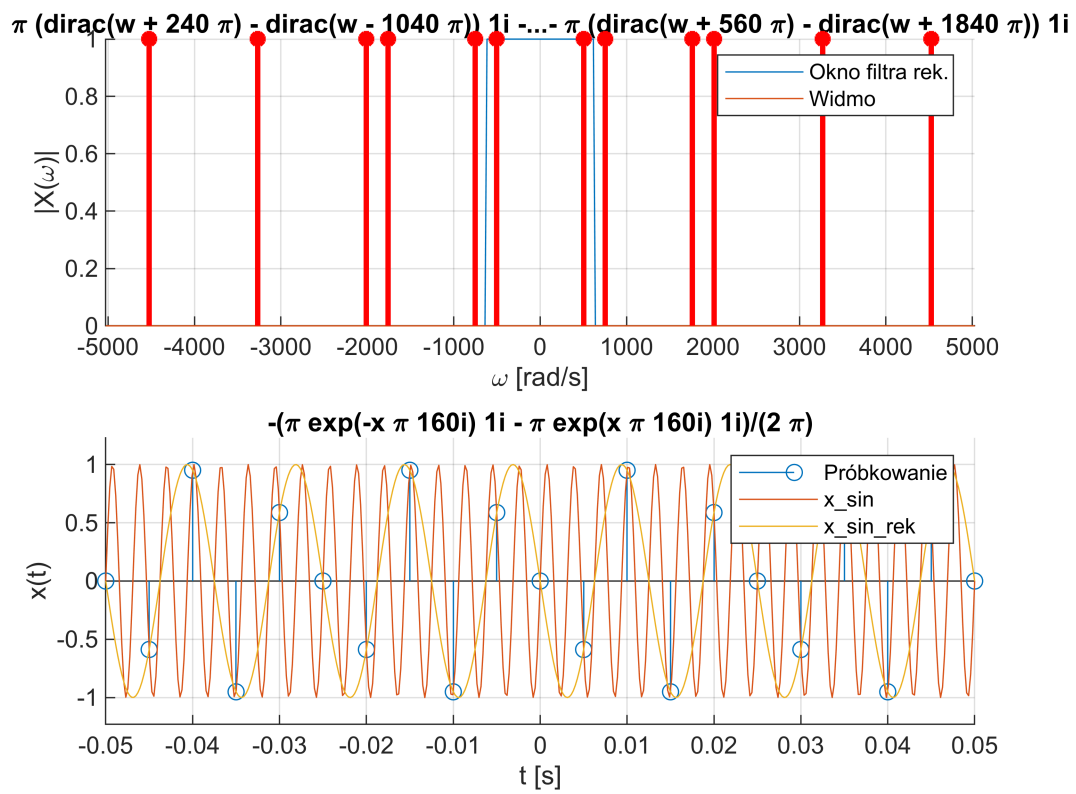 π (dirac(w + 240 π) - dirac(w - 1040 π)) 1i -...- π (dirac(w + 560 π) - dirac(w + 1840 π)) 1i
1
0.8
0.6
0.4
0.2
0
|X(ω)|
Okno filtra rek.
Widmo
-5000 -4000 -3000 -2000 -1000 0 1000 2000 3000 4000 5000
ω [rad/s]
-(π exp(-x π 160i) 1i - π exp(x π 160i) 1i)/(2 π)
1
0.5
0
-0.5
-1
x(t)
Próbkowanie
x_sin
x_sin_rek
-0.05 -0.04 -0.03 -0.02 -0.01 0 0.01 0.02 0.03 0.04 0.05
t [s]